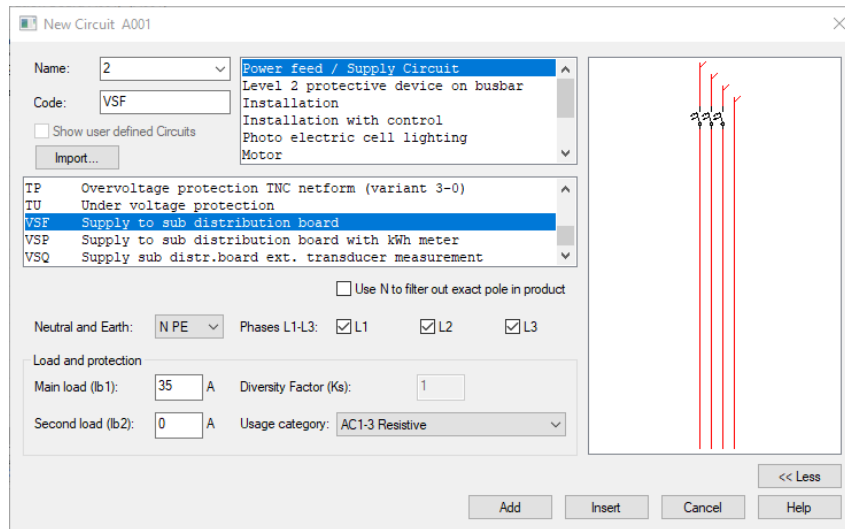 New Circuit A001
Name: 2
Code: VSF
Show user defined Circuits
Import...
Power feed / Supply Circuit
Level 2 protective device on busbar
Installation
Installation with control
Photo electric cell lighting
Motor
TP Overvoltage protection TNC netform (variant 3-0)
TU Under voltage protection
VSF Supply to sub distribution board
VSP Supply to sub distribution board with kWh meter
VSQ Supply sub distr.board ext. transducer measurement
Use N to filter out exact pole in product
Neutral and Earth: N PE Phases L1-L3: L1 L2 L3
Load and protection
Main load (Ib1): 35 A Diversity Factor (Ks): 1
Second load (Ib2): 0 A Usage category: AC1-3 Resistive
<< Less
Add Insert Cancel Help